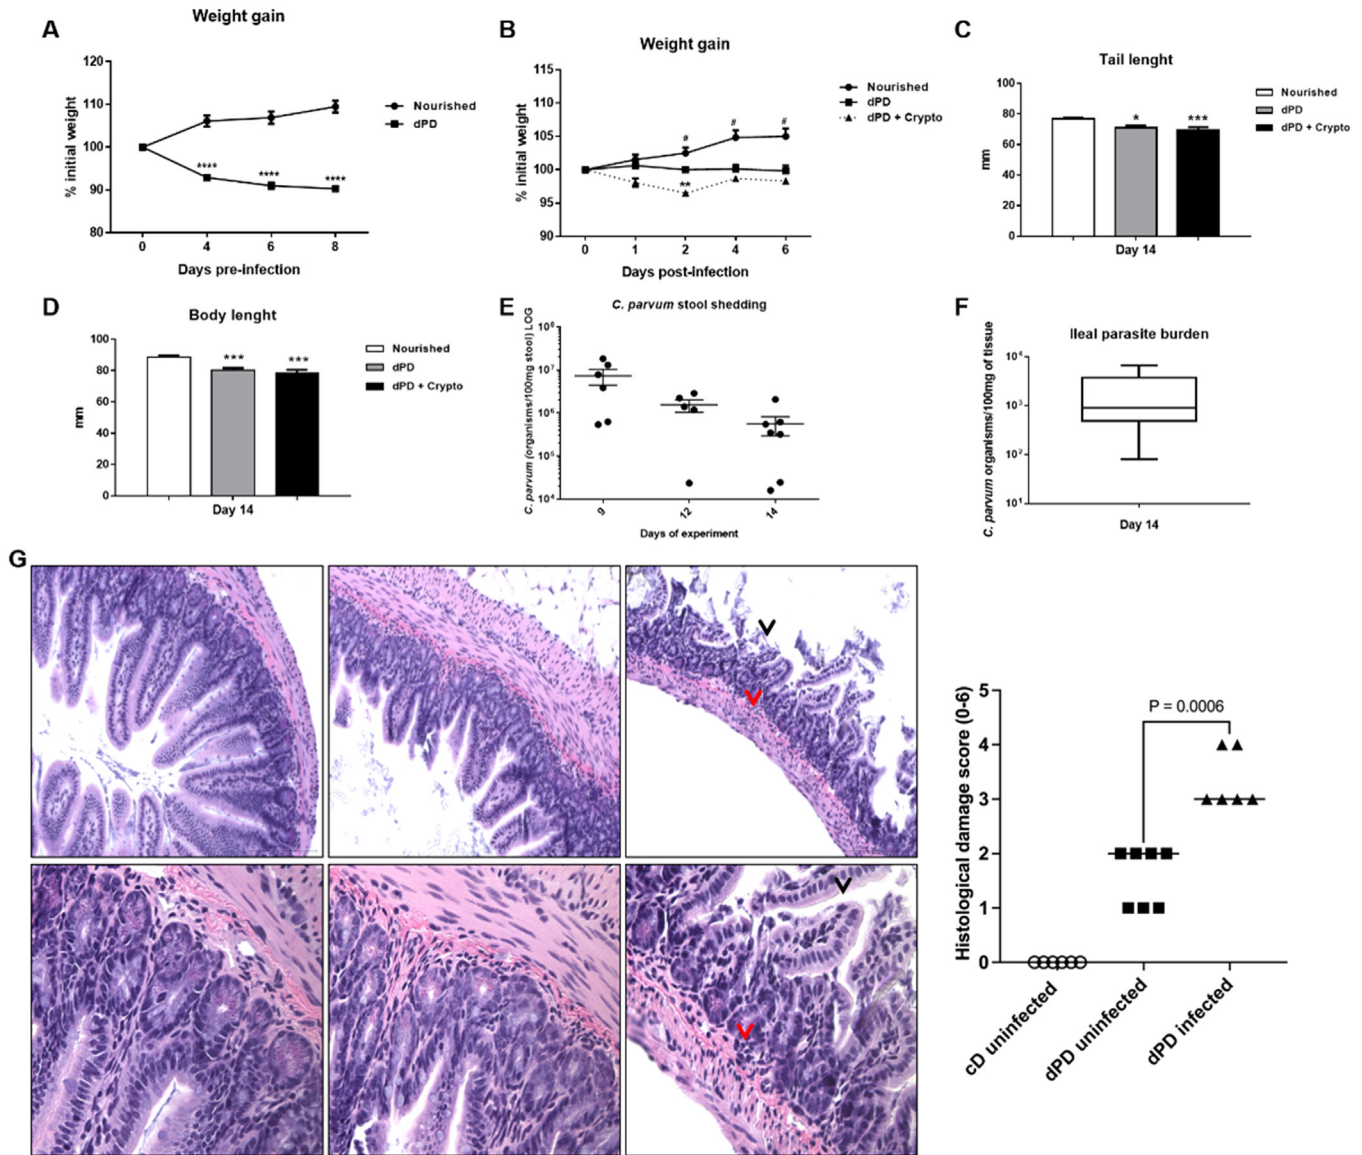 A
Weight gain
% initial weight
120
110
100
90
80
****
****
****
0
4
6
8
Days pre-infection
Nourished
dPD
B
Weight gain
% initial weight
115
110
105
100
95
90
#
#
#
**
0
1
2
4
6
Days post-infection
Nourished
dPD
dPD + Crypto
C
Tail lenght
mm
100
80
60
40
20
0
*
***
Day 14
Nourished
dPD
dPD + Crypto
D
Body lenght
mm
100
80
60
40
20
0
***
***
Day 14
Nourished
dPD
dPD + Crypto
E
C. parvum stool shedding
C. parvum (organisms/100mg stool) LOG
10⁸
10⁷
10⁶
10⁵
10⁴
9
12
14
Days of experiment
F
Ileal parasite burden
C. parvum organisms/100mg of tissue
10⁴
10³
10²
10¹
Day 14
G
Histological damage score (0-6)
5
4
3
2
1
0
P = 0.0006
cD uninfected
dPD uninfected
dPD infected